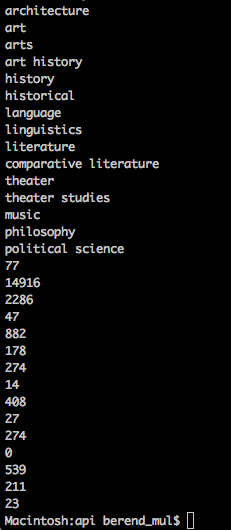 architecture
art
arts
art history
history
historical
language
linguistics
literature
comparative literature
theater
theater studies
music
philosophy
political science
77
14916
2286
47
882
178
274
14
408
27
274
0
539
211
23
Macintosh:api berend_mul$